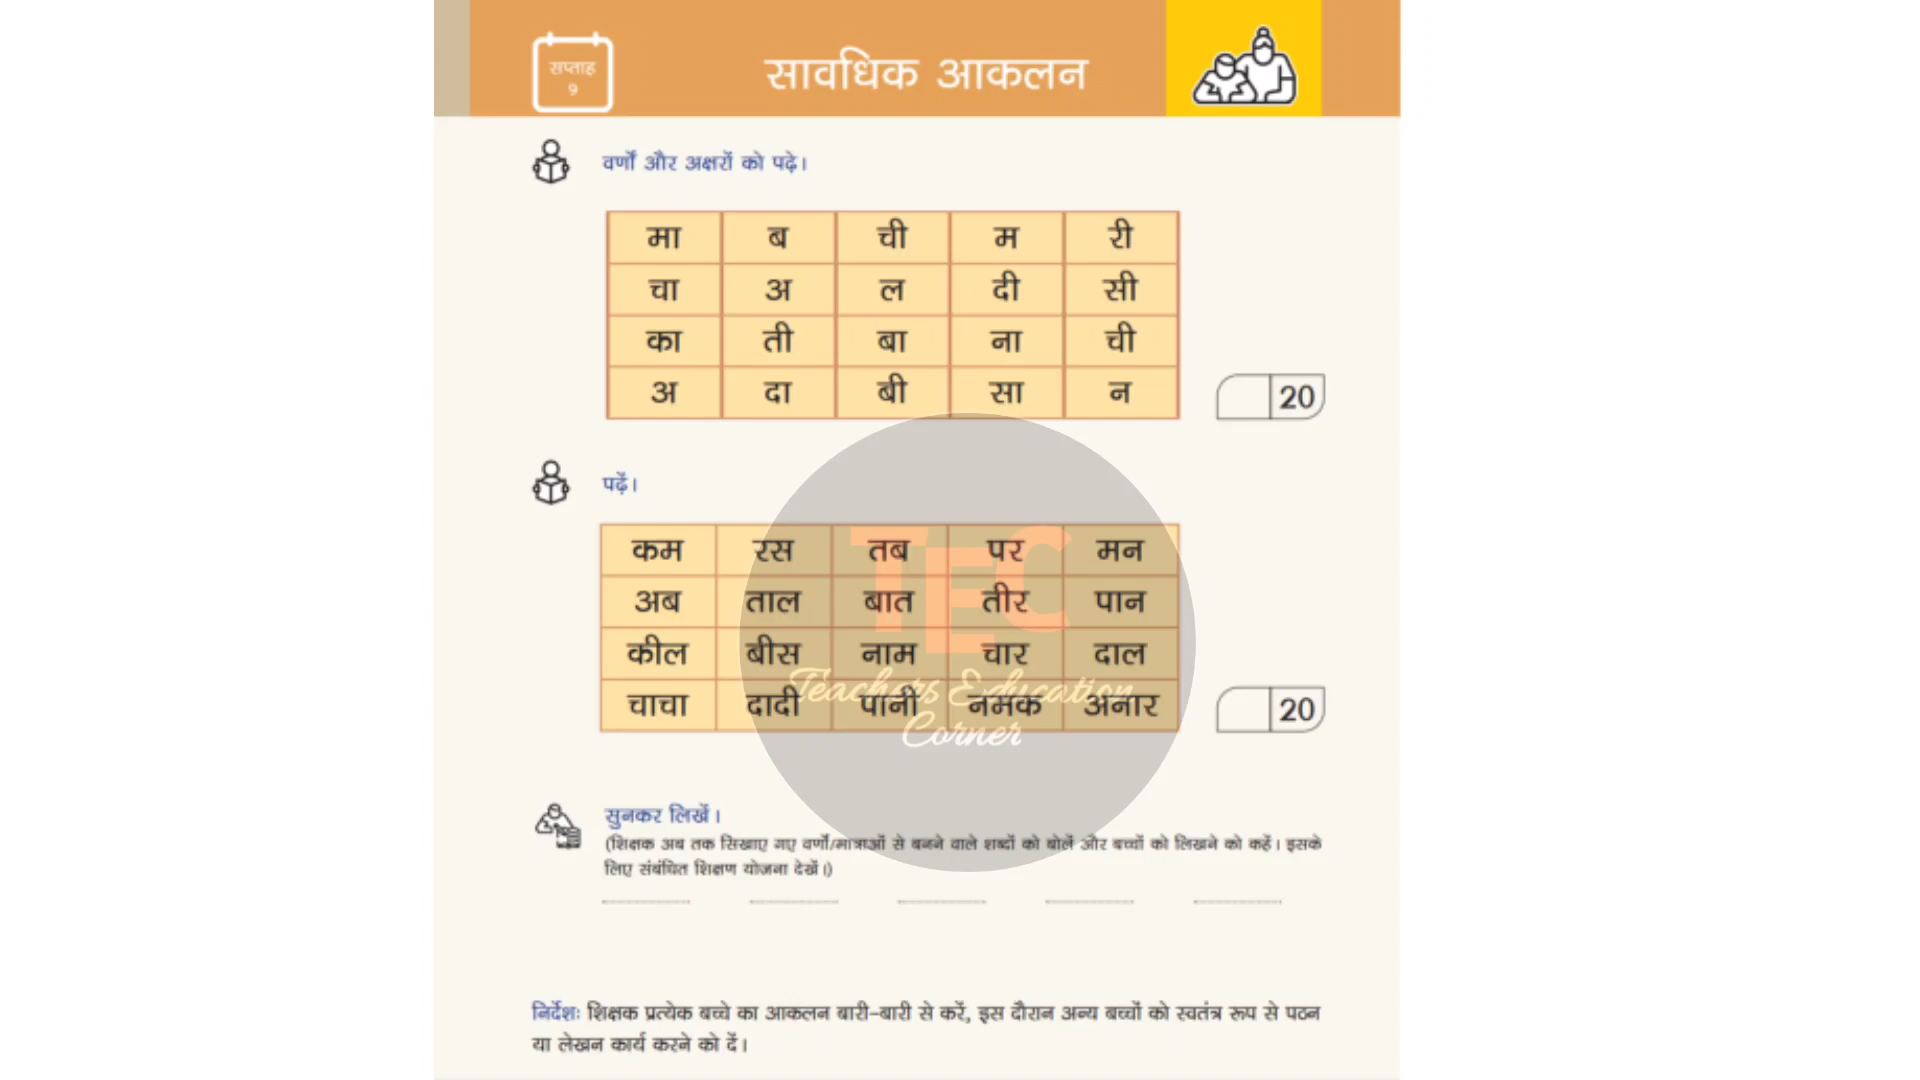 सप्ताह
9
सावधिक आकलन
वर्णों और अक्षरों को पढ़े।
मा ब ची म री
चा अ ल दी सी
का ती बा ना ची
अ दा बी सा न
20
पढ़ें।
कम रस तब पर मन
अब ताल बात तीर पान
कील बीस नाम चार दाल
चाचा दादी पानी नमक अनार
20
TEC
Teachers Education
Corner
सुनकर लिखें।
(शिक्षक अब तक सिखाए गए वर्णों/मात्राओं से बनने वाले शब्दों को बोलें और बच्चों को लिखने को कहें। इसके
लिए संबंधित शिक्षण योजना देखें।)
निर्देशः शिक्षक प्रत्येक बच्चे का आकलन बारी-बारी से करें, इस दौरान अन्य बच्चों को स्वतंत्र रूप से पठन
या लेखन कार्य करने को दें।